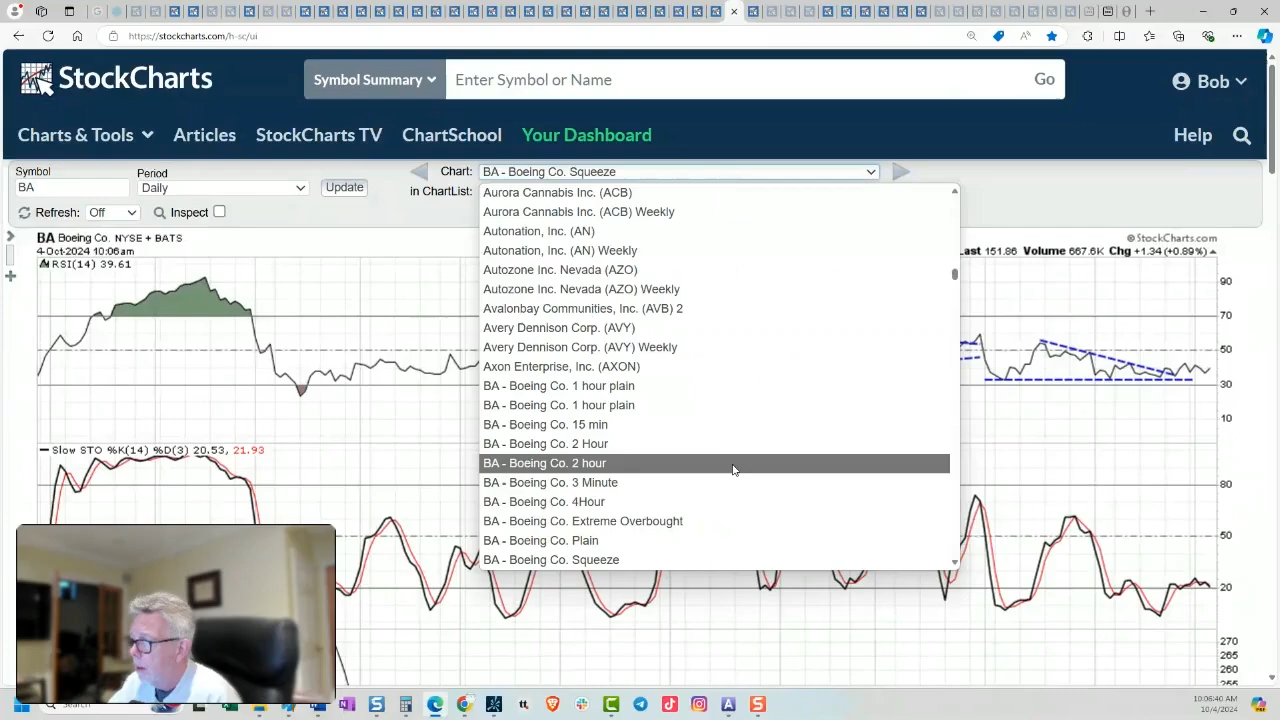 https://stockcharts.com/h-sc/ui
StockCharts
Symbol Summary
Enter Symbol or Name
Go
Bob
Charts & Tools
Articles
StockCharts TV
ChartSchool
Your Dashboard
Help
Symbol
Period
Chart:
BA - Boeing Co. Squeeze
BA
Daily
Update
in ChartList:
Refresh:
Off
Inspect
Aurora Cannabis Inc. (ACB)
Aurora Cannabis Inc. (ACB) Weekly
Autonation, Inc. (AN)
Autonation, Inc. (AN) Weekly
Autozone Inc. Nevada (AZO)
Autozone Inc. Nevada (AZO) Weekly
Avalonbay Communities, Inc. (AVB) 2
Avery Dennison Corp. (AVY)
Avery Dennison Corp. (AVY) Weekly
Axon Enterprise, Inc. (AXON)
BA - Boeing Co. 1 hour plain
BA - Boeing Co. 1 hour plain
BA - Boeing Co. 15 min
BA - Boeing Co. 2 Hour
BA - Boeing Co. 2 hour
BA - Boeing Co. 3 Minute
BA - Boeing Co. 4Hour
BA - Boeing Co. Extreme Overbought
BA - Boeing Co. Plain
BA - Boeing Co. Squeeze
BA Boeing Co. NYSE + BATS
© StockCharts.com
4-Oct-2024 10:06am
Last 151.86 Volume 667.6K Chg +1.34 (+0.89%)
RSI(14) 39.61
90
70
50
30
10
Slow STO %K(14) %D(3) 20.53, 21.93
80
50
20
270
265
260
Search
10:06:40 AM
10/4/2024